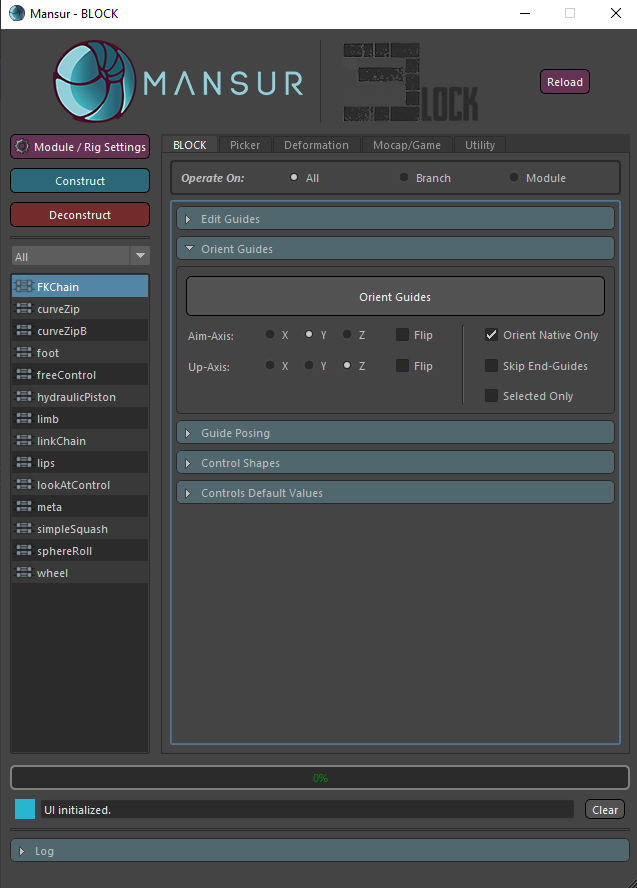 Mansur - BLOCK
MANSUR
BLOCK
Reload
Module / Rig Settings
Construct
Deconstruct
All
FKChain
curveZip
curveZipB
foot
freeControl
hydraulicPiston
limb
linkChain
lips
lookAtControl
meta
simpleSquash
sphereRoll
wheel
BLOCK Picker Deformation Mocap/Game Utility
Operate On: All Branch Module
Edit Guides
Orient Guides
Orient Guides
Aim-Axis: X Y Z Flip Orient Native Only
Up-Axis: X Y Z Flip Skip End-Guides
Selected Only
Guide Posing
Control Shapes
Controls Default Values
0%
UI initialized. Clear
Log